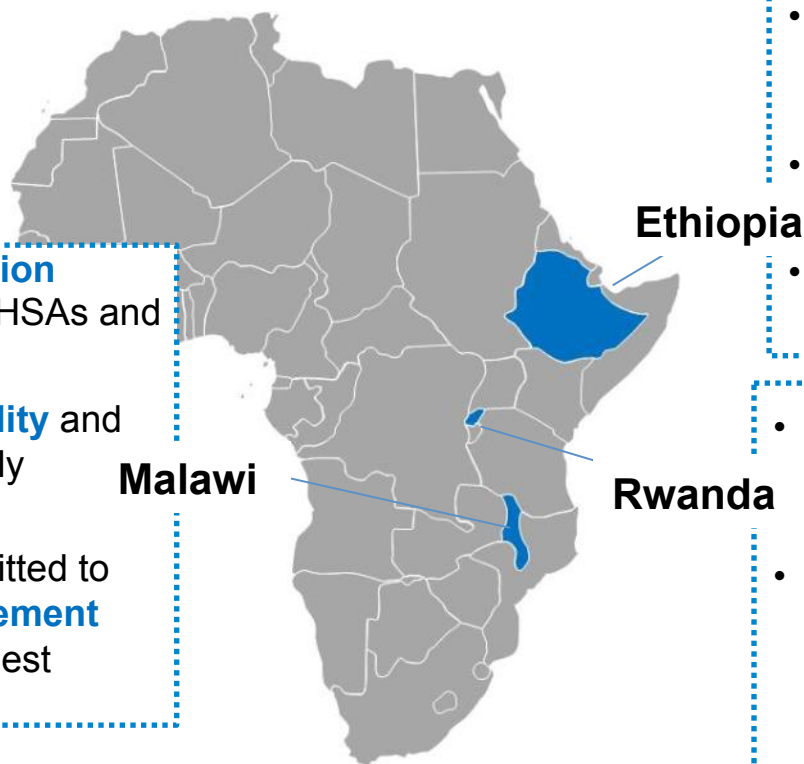 Ethiopia
ion
HSAs and
lity and
ly
Malawi
Rwanda
itted to
ement
est